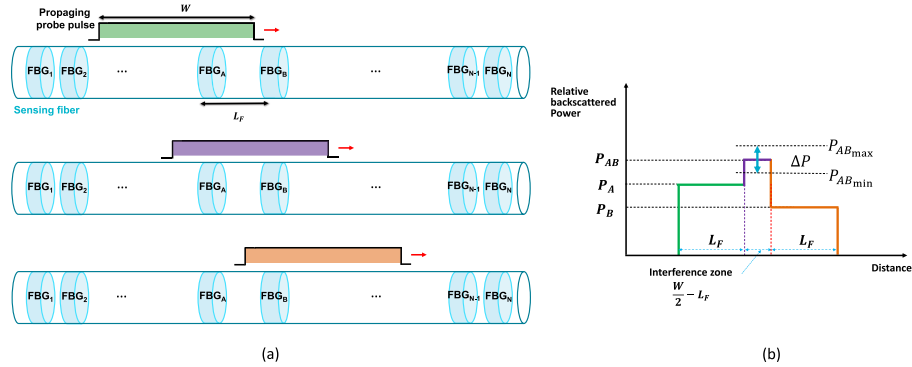 Propagaing
probe pulse
W
FBG1 FBG2 ... FBGA FBGB ... FBGN-1 FBGN
Sensing fiber
LF
FBG1 FBG2 ... FBGA FBGB ... FBGN-1 FBGN
FBG1 FBG2 ... FBGA FBGB ... FBGN-1 FBGN
(a)
Relative
backscattered
Power
PABmax
PAB
ΔP
PABmin
PA
PB
LF LF
Distance
Interference zone
W/2 − LF
(b)